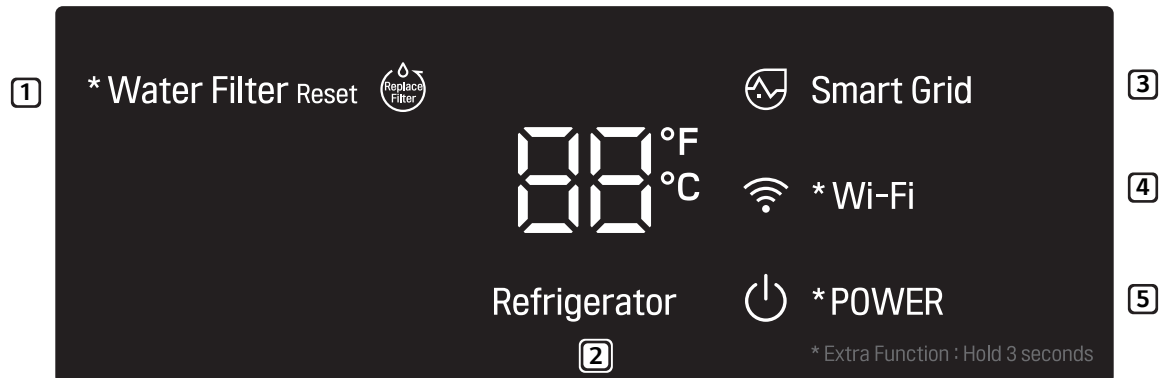 1 * Water Filter Reset Replace Filter
Smart Grid 3
88 °F
°C
* Wi-Fi 4
Refrigerator
* POWER 5
2
* Extra Function : Hold 3 seconds